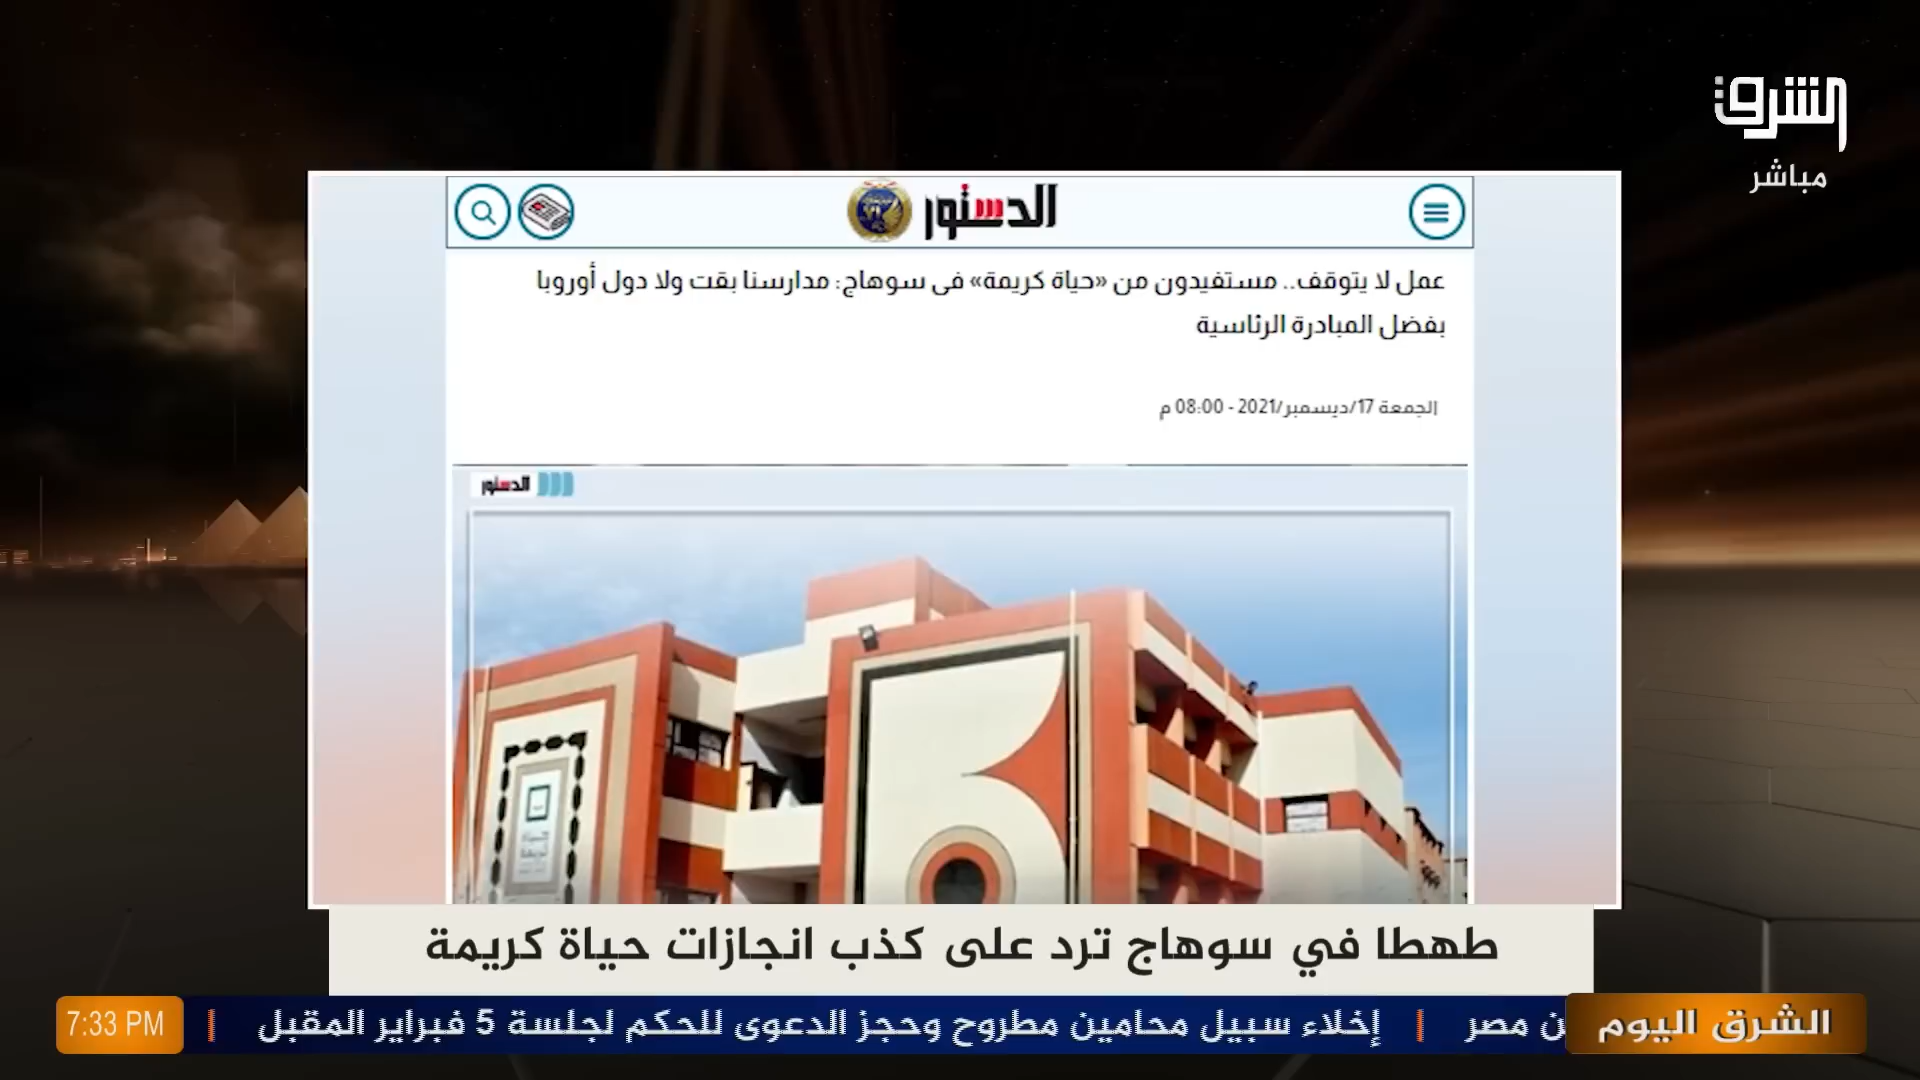 الشرق
مباشر
الدستور
عمل لا يتوقف.. مستفيدون من «حياة كريمة» فى سوهاج: مدارسنا بقت ولا دول أوروبا
بفضل المبادرة الرئاسية
الجمعة 17/ديسمبر/2021 - 08:00 م
الدستور
طهطا في سوهاج ترد على كذب انجازات حياة كريمة
الشرق اليوم
ن مصر | إخلاء سبيل محامين مطروح وحجز الدعوى للحكم لجلسة 5 فبراير المقبل |
7:33 PM